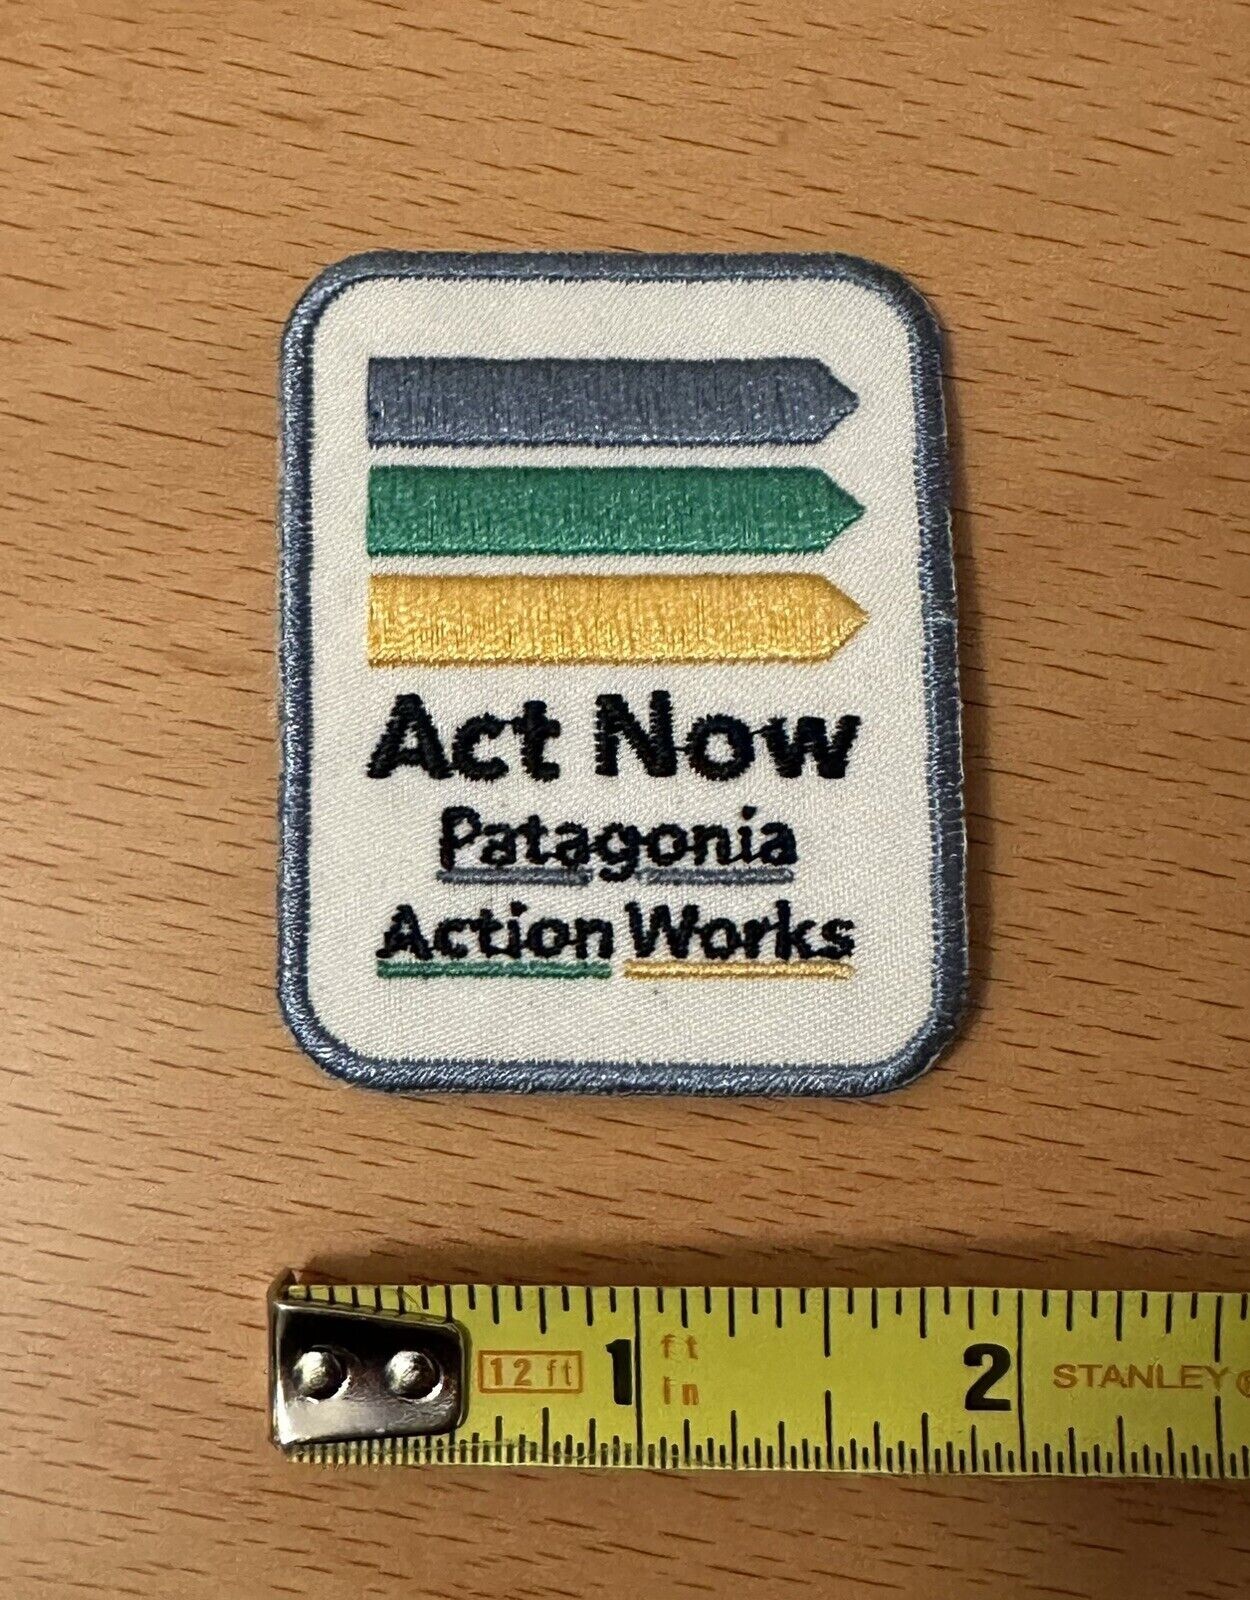 Act Now
Patagonia
Action Works
12 ft 1 ft 2 STANLEY®
in